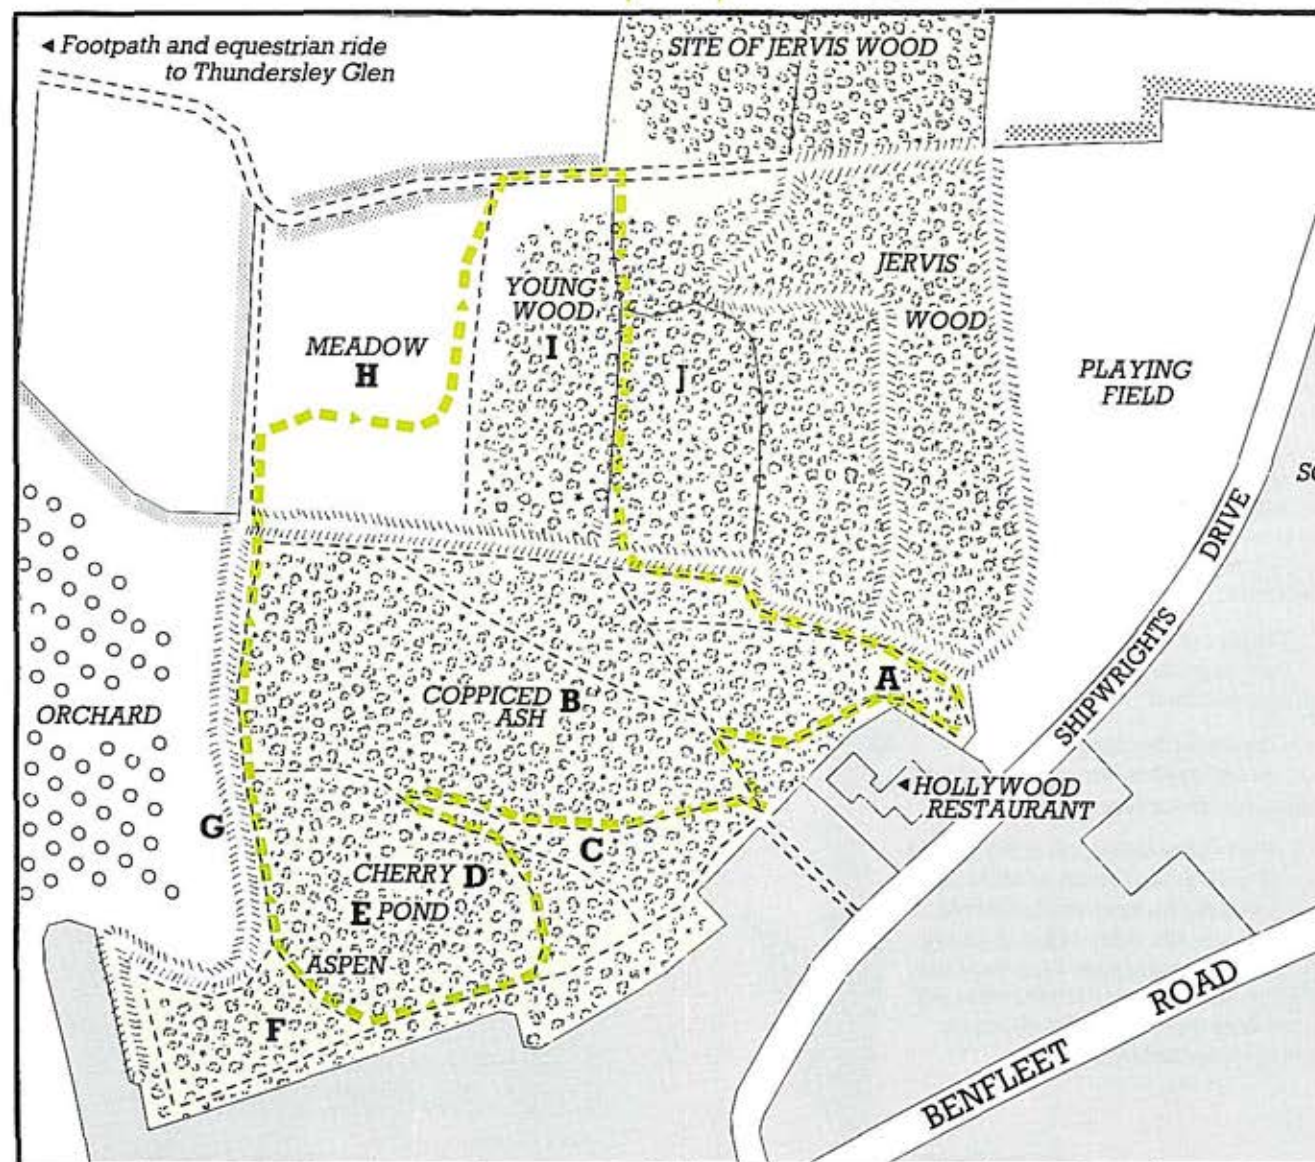 ◄ Footpath and equestrian ride
to Thundersley Glen
SITE OF JERVIS WOOD
YOUNG
WOOD
I
JERVIS
WOOD
MEADOW
H
J
PLAYING
FIELD
SHIPWRIGHTS DRIVE
A
COPPICED B
ASH
ORCHARD
◄ HOLLYWOOD
RESTAURANT
G
C
CHERRY D
E POND
ASPEN
F
BENFLEET ROAD